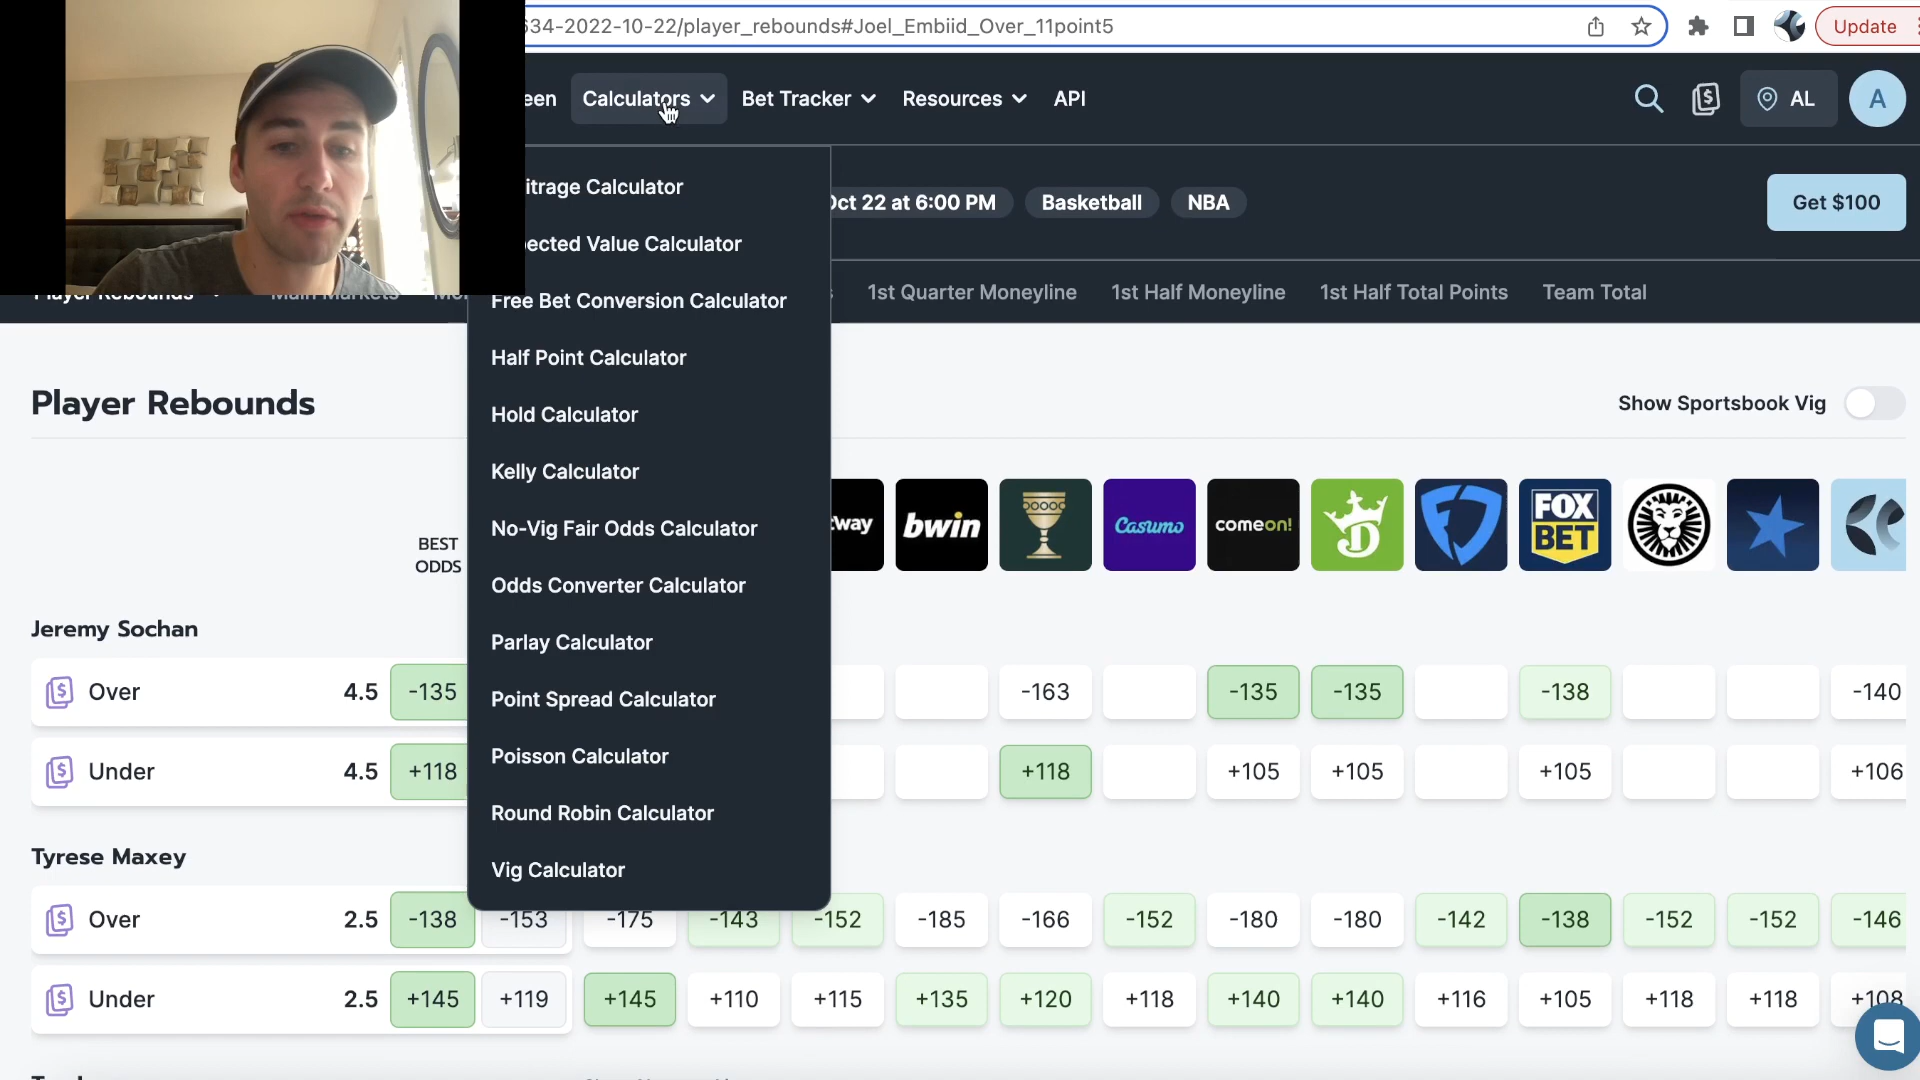 634-2022-10-22/player_rebounds#Joel_Embiid_Over_11point5
Update
een
Calculators
Bet Tracker
Resources
API
AL
A
itrage Calculator
Oct 22 at 6:00 PM
Basketball
NBA
Get $100
pected Value Calculator
Player Rebounds
Main Markets
Free Bet Conversion Calculator
s
1st Quarter Moneyline
1st Half Moneyline
1st Half Total Points
Team Total
Half Point Calculator
Player Rebounds
Hold Calculator
Show Sportsbook Vig
Kelly Calculator
No-Vig Fair Odds Calculator
BEST
ODDS
tway
bwin
Casumo
comeon!
FOX
BET
Odds Converter Calculator
Jeremy Sochan
Parlay Calculator
Over 4.5 -135 -163 -135 -135 -138 -140
Point Spread Calculator
Poisson Calculator
Under 4.5 +118 +118 +105 +105 +105 +106
Round Robin Calculator
Tyrese Maxey
Vig Calculator
Over 2.5 -138 -153 -175 -143 -152 -185 -166 -152 -180 -180 -142 -138 -152 -152 -146
Under 2.5 +145 +119 +145 +110 +115 +135 +120 +118 +140 +140 +116 +105 +118 +118 +108